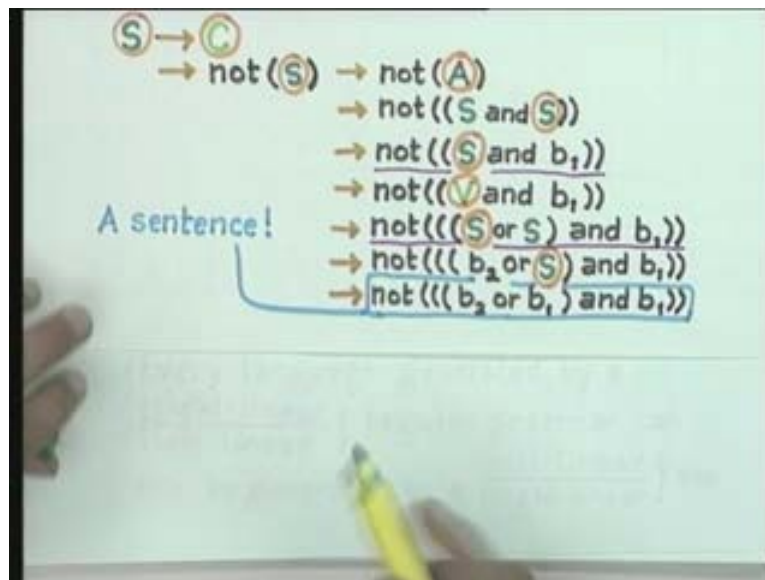 S → C
→ not (S) → not (A)
→ not ((S and S))
→ not ((S and b₁))
→ not ((V and b₁))
A sentence! → not (((S or S) and b₁))
→ not ((( b₂ or S) and b₁))
→ not ((( b₂ or b₁ ) and b₁))